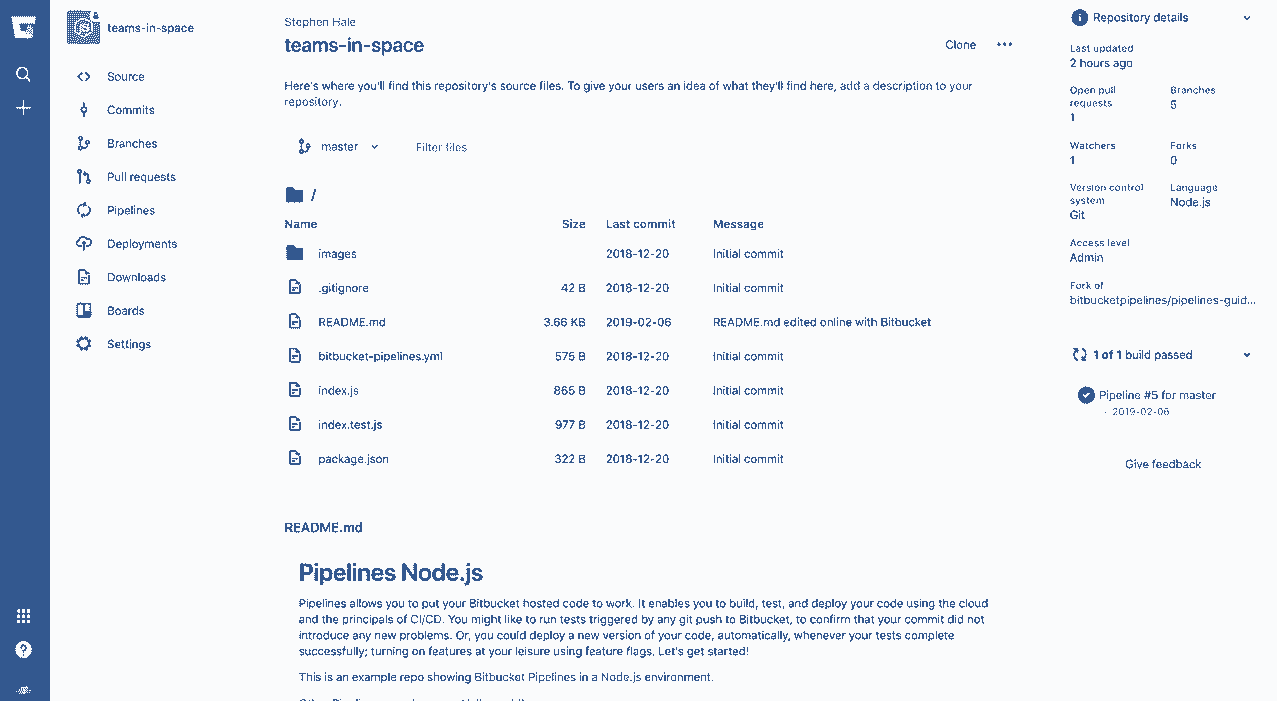 teams-in-space
Source
Commits
Branches
Pull requests
Pipelines
Deployments
Downloads
Boards
Settings
Stephen Hale
teams-in-space
Clone
Here's where you'll find this repository's source files. To give your users an idea of what they'll find here, add a description to your
repository.
master
Filter files
/
Name Size Last commit Message
images 2018-12-20 Initial commit
.gitignore 42 B 2018-12-20 Initial commit
README.md 3.66 KB 2019-02-06 README.md edited online with Bitbucket
bitbucket-pipelines.yml 575 B 2018-12-20 Initial commit
index.js 865 B 2018-12-20 Initial commit
index.test.js 977 B 2018-12-20 Initial commit
package.json 322 B 2018-12-20 Initial commit
README.md
Pipelines Node.js
Pipelines allows you to put your Bitbucket hosted code to work. It enables you to build, test, and deploy your code using the cloud
and the principals of CI/CD. You might like to run tests triggered by any git push to Bitbucket, to confirm that your commit did not
introduce any new problems. Or, you could deploy a new version of your code, automatically, whenever your tests complete
successfully; turning on features at your leisure using feature flags. Let's get started!
This is an example repo showing Bitbucket Pipelines in a Node.js environment.
Repository details
Last updated
2 hours ago
Open pull
requests
1
Branches
5
Watchers
1
Forks
0
Version control
system
Git
Language
Node.js
Access level
Admin
Fork of
bitbucketpipelines/pipelines-guid...
1 of 1 build passed
Pipeline #5 for master
· 2019-02-06
Give feedback